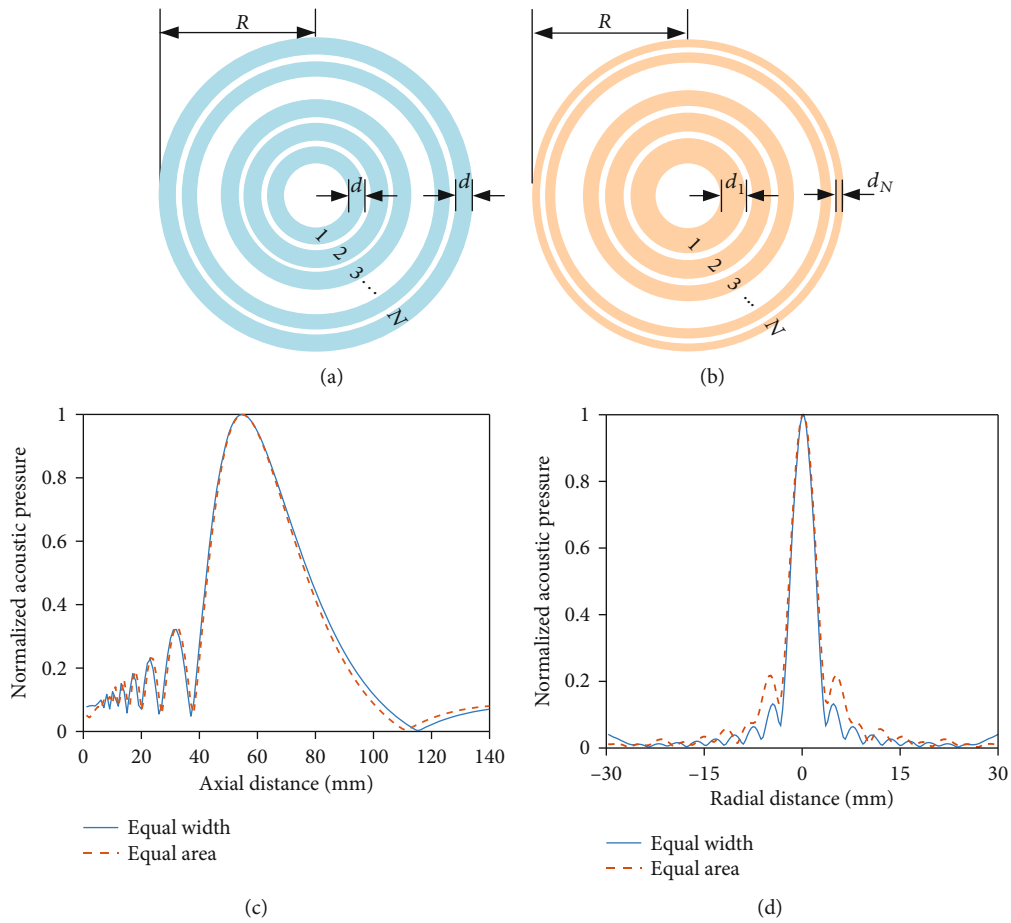 R
d
d
1
2
3
...
N
(a)
R
d1
dN
1
2
3
...
N
(b)
Normalized acoustic pressure
1
0.8
0.6
0.4
0.2
0
0
20
40
60
80
100
120
140
Axial distance (mm)
Equal width
Equal area
(c)
Normalized acoustic pressure
1
0.8
0.6
0.4
0.2
0
−30
−15
0
15
30
Radial distance (mm)
Equal width
Equal area
(d)